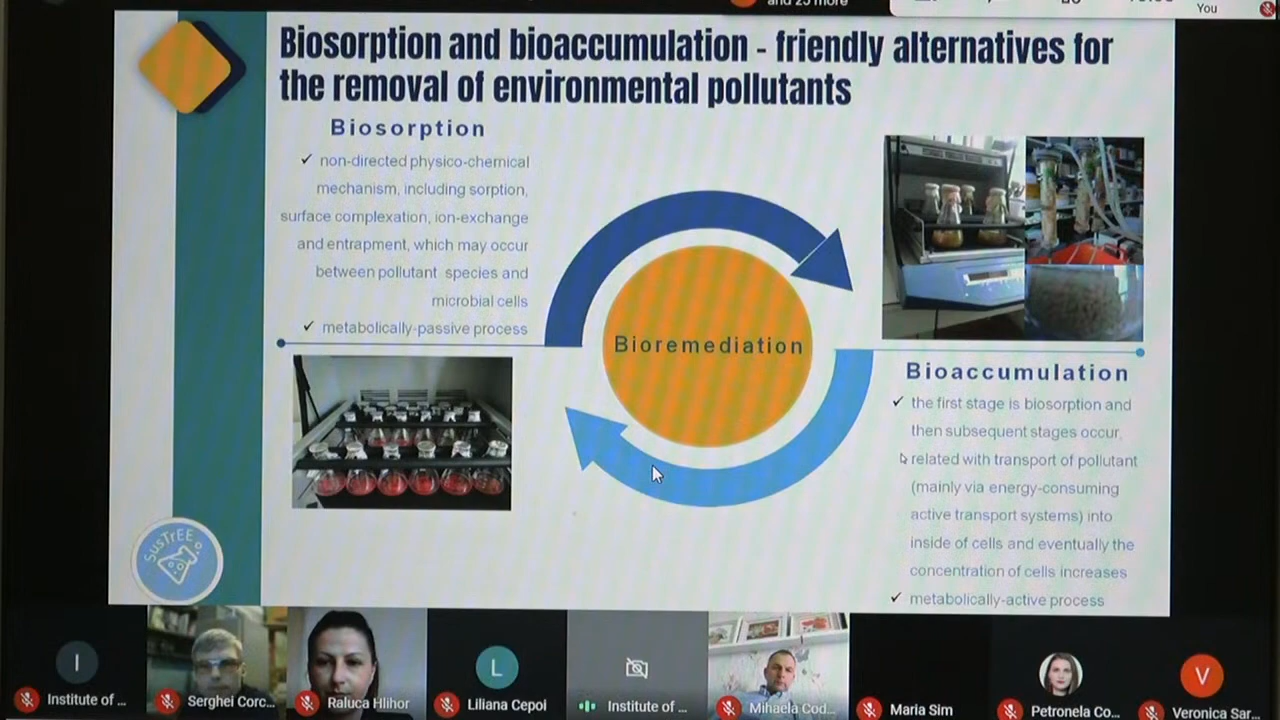 and 25 more
You
Biosorption and bioaccumulation - friendly alternatives for
the removal of environmental pollutants
Biosorption
✓ non-directed physico-chemical
mechanism, including sorption,
surface complexation, ion-exchange
and entrapment, which may occur
between pollutant species and
microbial cells
✓ metabolically-passive process
Bioremediation
Bioaccumulation
✓ the first stage is biosorption and
then subsequent stages occur,
related with transport of pollutant
(mainly via energy-consuming
active transport systems) into
inside of cells and eventually the
concentration of cells increases
✓ metabolically-active process
SusTrEE
I
L
V
Institute of ...
Serghei Corc...
Raluca Hlihor
Liliana Cepoi
Institute of ...
Mihaela Cod...
Maria Sim
Petronela Co...
Veronica Sar...